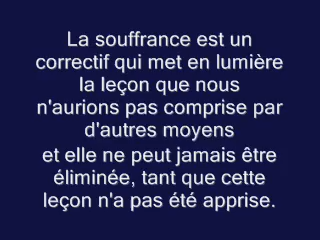 La souffrance est un
correctif qui met en lumière
la leçon que nous
n'aurions pas comprise par
d'autres moyens
et elle ne peut jamais être
éliminée, tant que cette
leçon n'a pas été apprise.